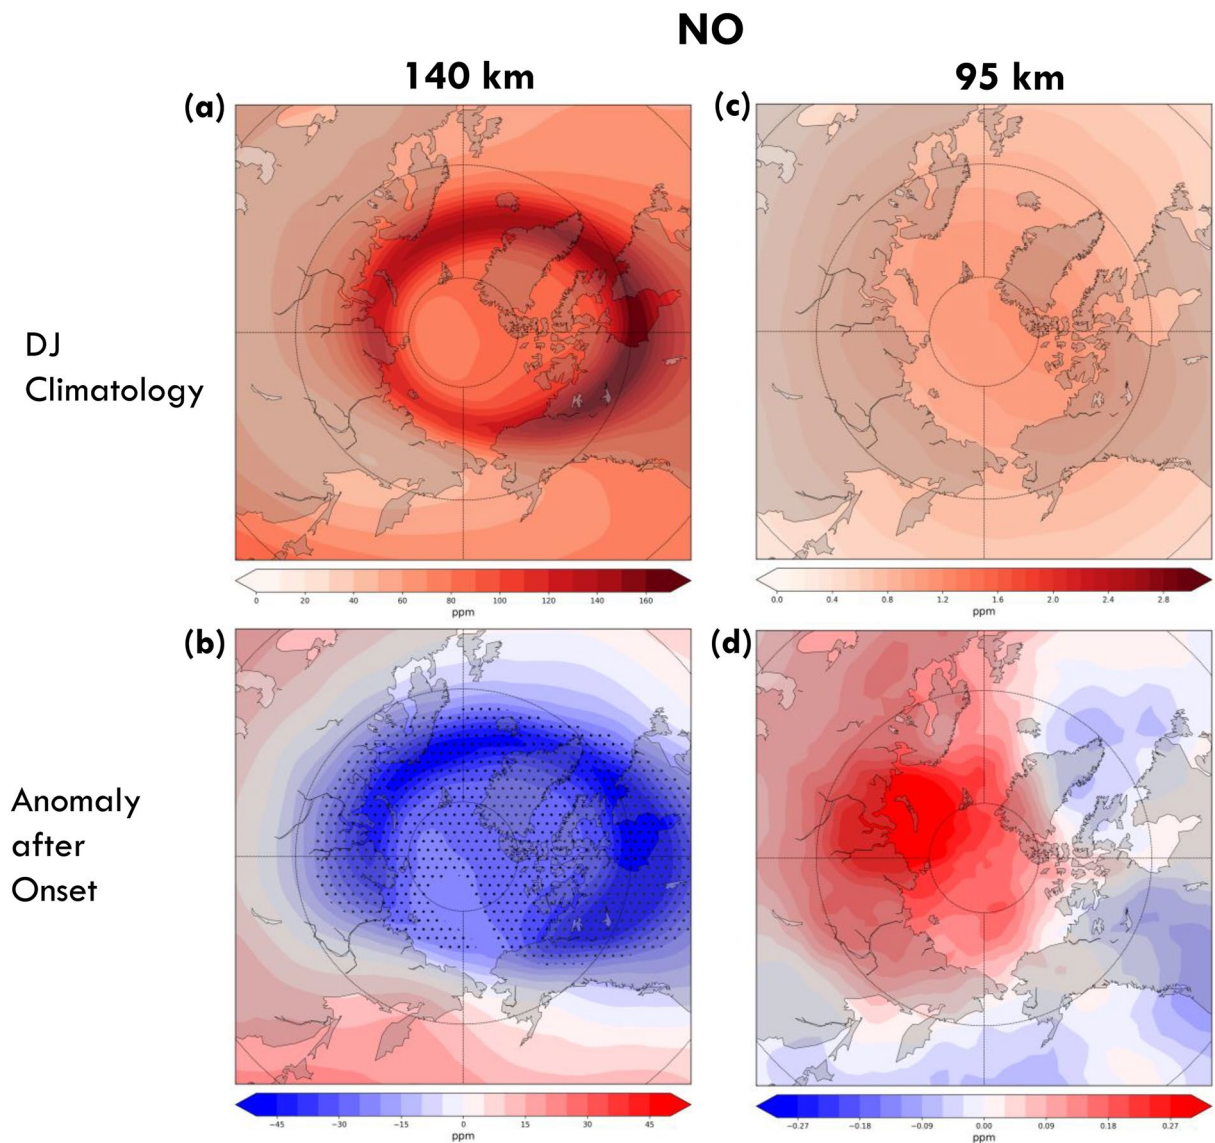 NO
140 km
95 km
(a)
(c)
DJ
Climatology
0 20 40 60 80 100 120 140 160
ppm
0.0 0.4 0.8 1.2 1.6 2.0 2.4 2.8
ppm
(b)
(d)
Anomaly
after
Onset
−45 −30 −15 0 15 30 45
ppm
−0.27 −0.18 −0.09 0.00 0.09 0.18 0.27
ppm